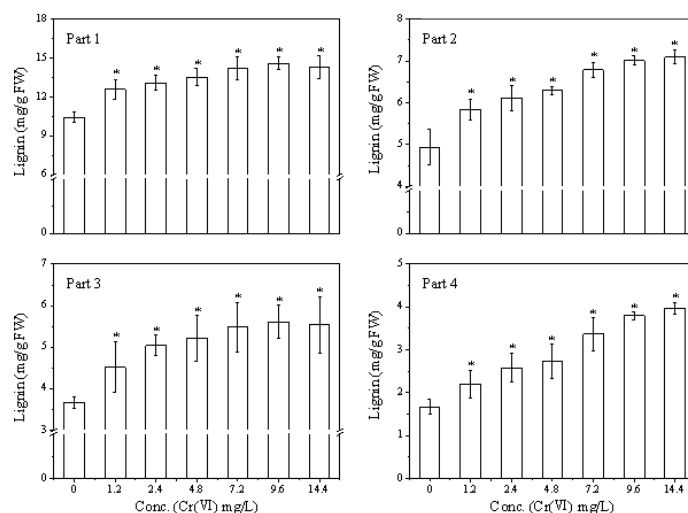 18
15
12
9
6
0
Lignin (mg/g FW)
Part 1
* * * * * *
8
7
6
5
4
0
Lignin (mg/g FW)
Part 2
* * * * * *
7
6
5
4
3
0
Lignin (mg/g FW)
Part 3
* * * * * *
0 1.2 2.4 4.8 7.2 9.6 14.4
Conc. (Cr(VI) mg/L)
5
4
3
2
1
0
Lignin (mg/g FW)
Part 4
* * * * * *
0 1.2 2.4 4.8 7.2 9.6 14.4
Conc. (Cr(VI) mg/L)